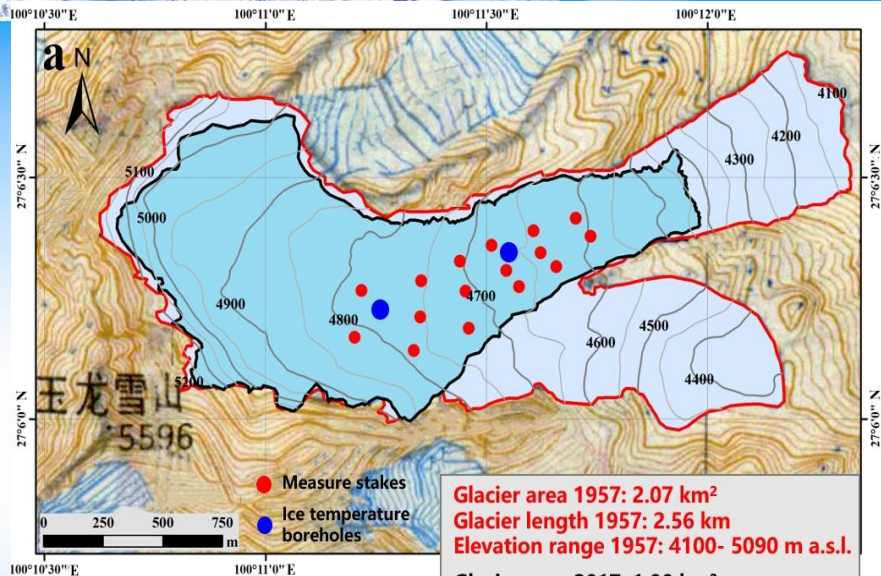 100°10'30"E
100°11'0"E
100°11'30"E
100°12'0"E
a
N
27°6'30" N
27°6'30" N
27°6'0" N
27°6'0" N
4100
4200
4300
5100
5000
4900
4800
4700
4600
4500
4400
5200
玉龙雪山
5596
Measure stakes
Ice temperature
boreholes
0 250 500 750
m
Glacier area 1957: 2.07 km²
Glacier length 1957: 2.56 km
Elevation range 1957: 4100- 5090 m a.s.l.
100°10'30"E
100°11'0"E